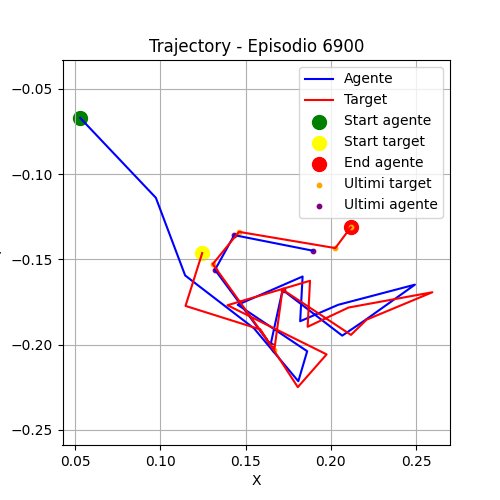 Trajectory - Episodio 6900
Agente
Target
Start agente
Start target
End agente
Ultimi target
Ultimi agente
−0.05
−0.10
−0.15
−0.20
−0.25
0.05 0.10 0.15 0.20 0.25
X